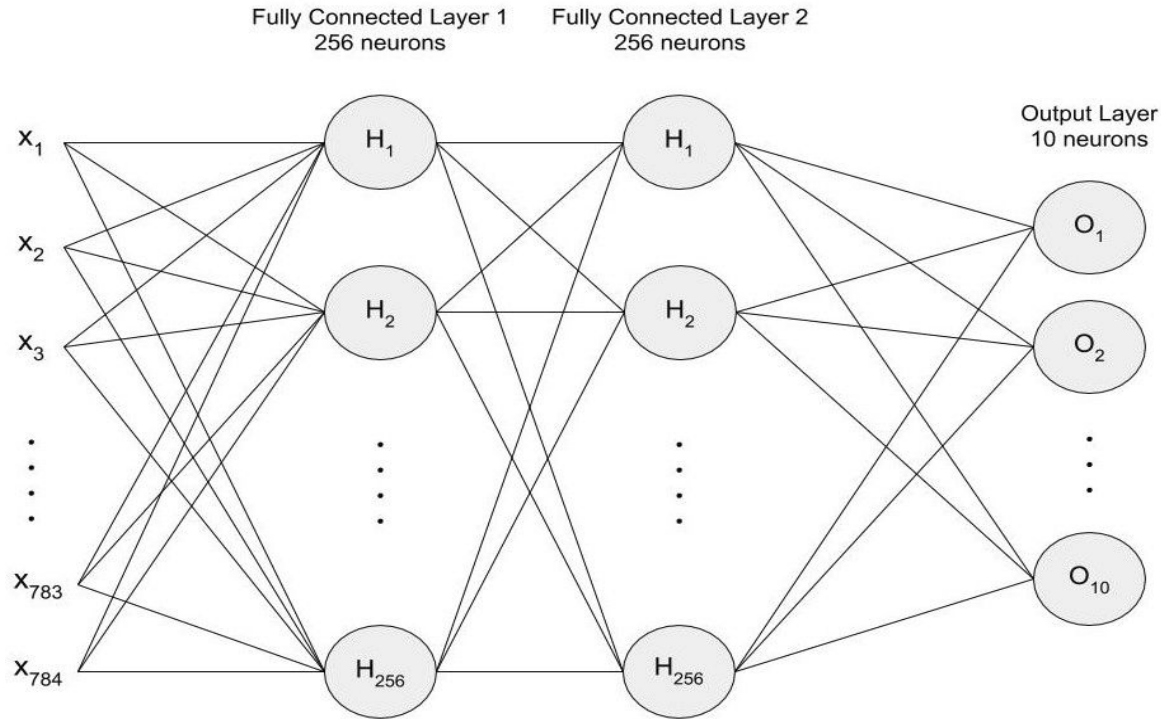 Fully Connected Layer 1
256 neurons
Fully Connected Layer 2
256 neurons
Output Layer
10 neurons
x₁
x₂
x₃
x₇₈₃
x₇₈₄
H₁
H₂
H₂₅₆
H₁
H₂
H₂₅₆
O₁
O₂
O₁₀